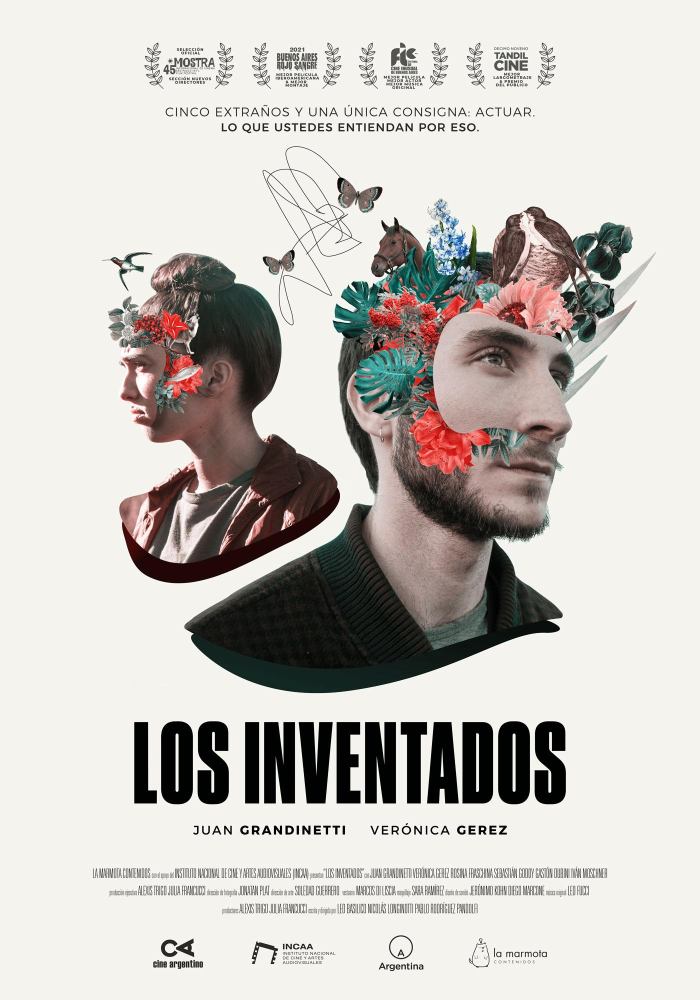 SELECCIÓN
OFICIAL
45 MOSTRA
INTERNACIONAL DE CINEMA
SÃO PAULO INT'L
FILM FESTIVAL
SECCIÓN NUEVOS
DIRECTORES
2021
BUENOS AIRES
ROJO SANGRE
MEJOR PELÍCULA
IBEROAMERICANA
& MEJOR
MONTAJE
fic
FESTIVAL
DE
CINE INUSUAL
DE BUENOS AIRES
MEJOR PELÍCULA
MEJOR ACTOR
MEJOR MÚSICA
ORIGINAL
DECIMO NOVENO
TANDIL
CINE
MEJOR
LARGOMETRAJE
& PREMIO
DEL PÚBLICO
CINCO EXTRAÑOS Y UNA ÚNICA CONSIGNA: ACTUAR.
LO QUE USTEDES ENTIENDAN POR ESO.
LOS INVENTADOS
JUAN GRANDINETTI VERÓNICA GEREZ
LA MARMOTA CONTENIDOS con el apoyo del INSTITUTO NACIONAL DE CINE Y ARTES AUDIOVISUALES (INCAA) presentan "LOS INVENTADOS" con JUAN GRANDINETTI VERÓNICA GEREZ ROSINA FRASCHINA SEBASTIÁN GODOY GASTÓN DUBINI IVÁN MOSCHNER
producción ejecutiva ALEXIS TRIGO JULIA FRANCUCCI dirección de fotografía JONATAN PLAT dirección de arte SOLEDAD GUERRERO vestuario MARCOS DI LISCIA maquillaje SARA RAMÍREZ diseño de sonido JERÓNIMO KOHN DIEGO MARCONE música original LEO FUCCI
productores ALEXIS TRIGO JULIA FRANCUCCI escrita y dirigida por LEO BASILICO NICOLÁS LONGINOTTI PABLO RODRÍGUEZ PANDOLFI
CA
cine argentino
INCAA
INSTITUTO NACIONAL
DE CINE Y ARTES
AUDIOVISUALES
A
Argentina
la marmota
CONTENIDOS